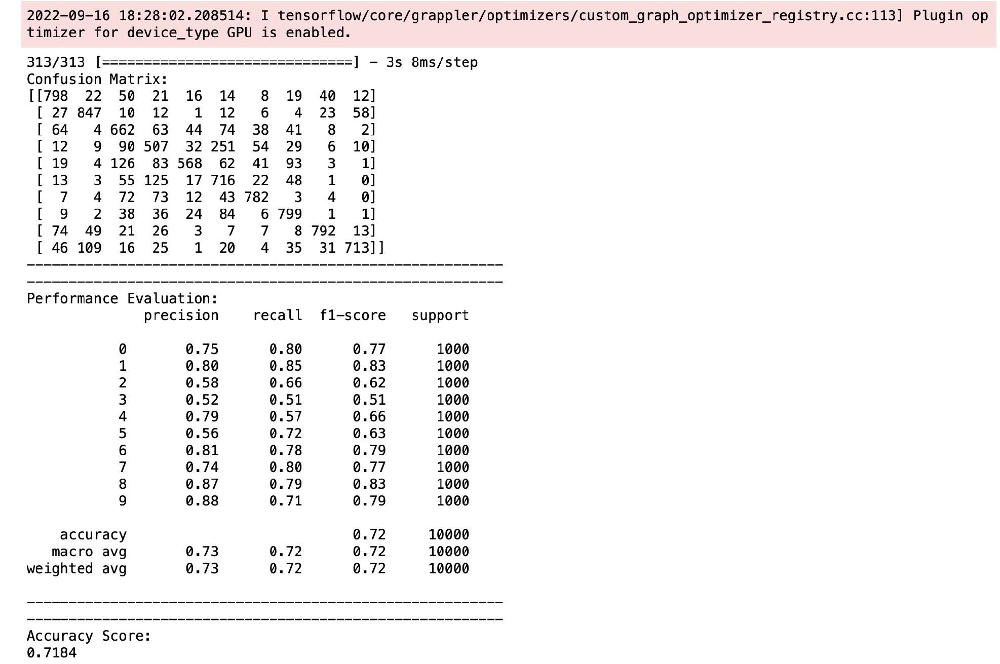 2022-09-16 18:28:02.208514: I tensorflow/core/grappler/optimizers/custom_graph_optimizer_registry.cc:113] Plugin op
timizer for device_type GPU is enabled.
313/313 [==============================] - 3s 8ms/step
Confusion Matrix:
[[798  22  50  21  16  14   8  19  40  12]
 [ 27 847  10  12   1  12   6   4  23  58]
 [ 64   4 662  63  44  74  38  41   8   2]
 [ 12   9  90 507  32 251  54  29   6  10]
 [ 19   4 126  83 568  62  41  93   3   1]
 [ 13   3  55 125  17 716  22  48   1   0]
 [  7   4  72  73  12  43 782   3   4   0]
 [  9   2  38  36  24  84   6 799   1   1]
 [ 74  49  21  26   3   7   7   8 792  13]
 [ 46 109  16  25   1  20   4  35  31 713]]
---------------------------------------------------------
---------------------------------------------------------
Performance Evaluation:
              precision    recall  f1-score   support
           0       0.75      0.80      0.77      1000
           1       0.80      0.85      0.83      1000
           2       0.58      0.66      0.62      1000
           3       0.52      0.51      0.51      1000
           4       0.79      0.57      0.66      1000
           5       0.56      0.72      0.63      1000
           6       0.81      0.78      0.79      1000
           7       0.74      0.80      0.77      1000
           8       0.87      0.79      0.83      1000
           9       0.88      0.71      0.79      1000
    accuracy                           0.72     10000
   macro avg       0.73      0.72      0.72     10000
weighted avg       0.73      0.72      0.72     10000
---------------------------------------------------------
---------------------------------------------------------
Accuracy Score:
0.7184